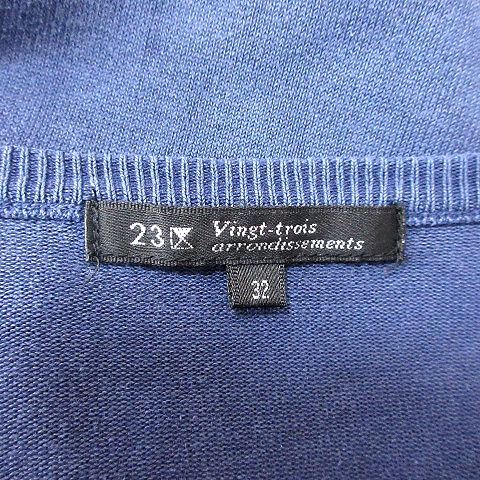 23区 Vingt-trois
arrondissements
32